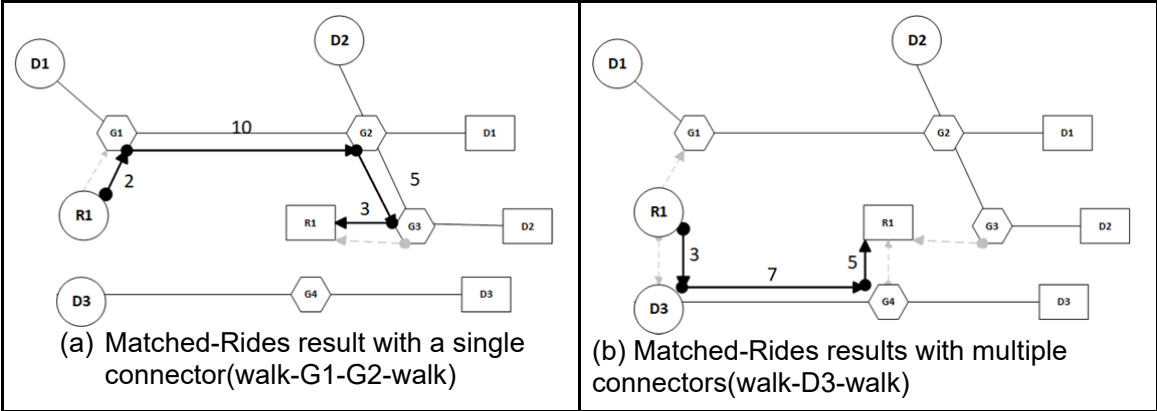 D1
D2
G1
10
G2
D1
2
5
R1
R1
3
G3
D2
D3
G4
D3
(a) Matched-Rides result with a single
connector(walk-G1-G2-walk)
D1
D2
G1
G2
D1
R1
R1
G3
D2
3
7
5
D3
G4
D3
(b) Matched-Rides results with multiple
connectors(walk-D3-walk)